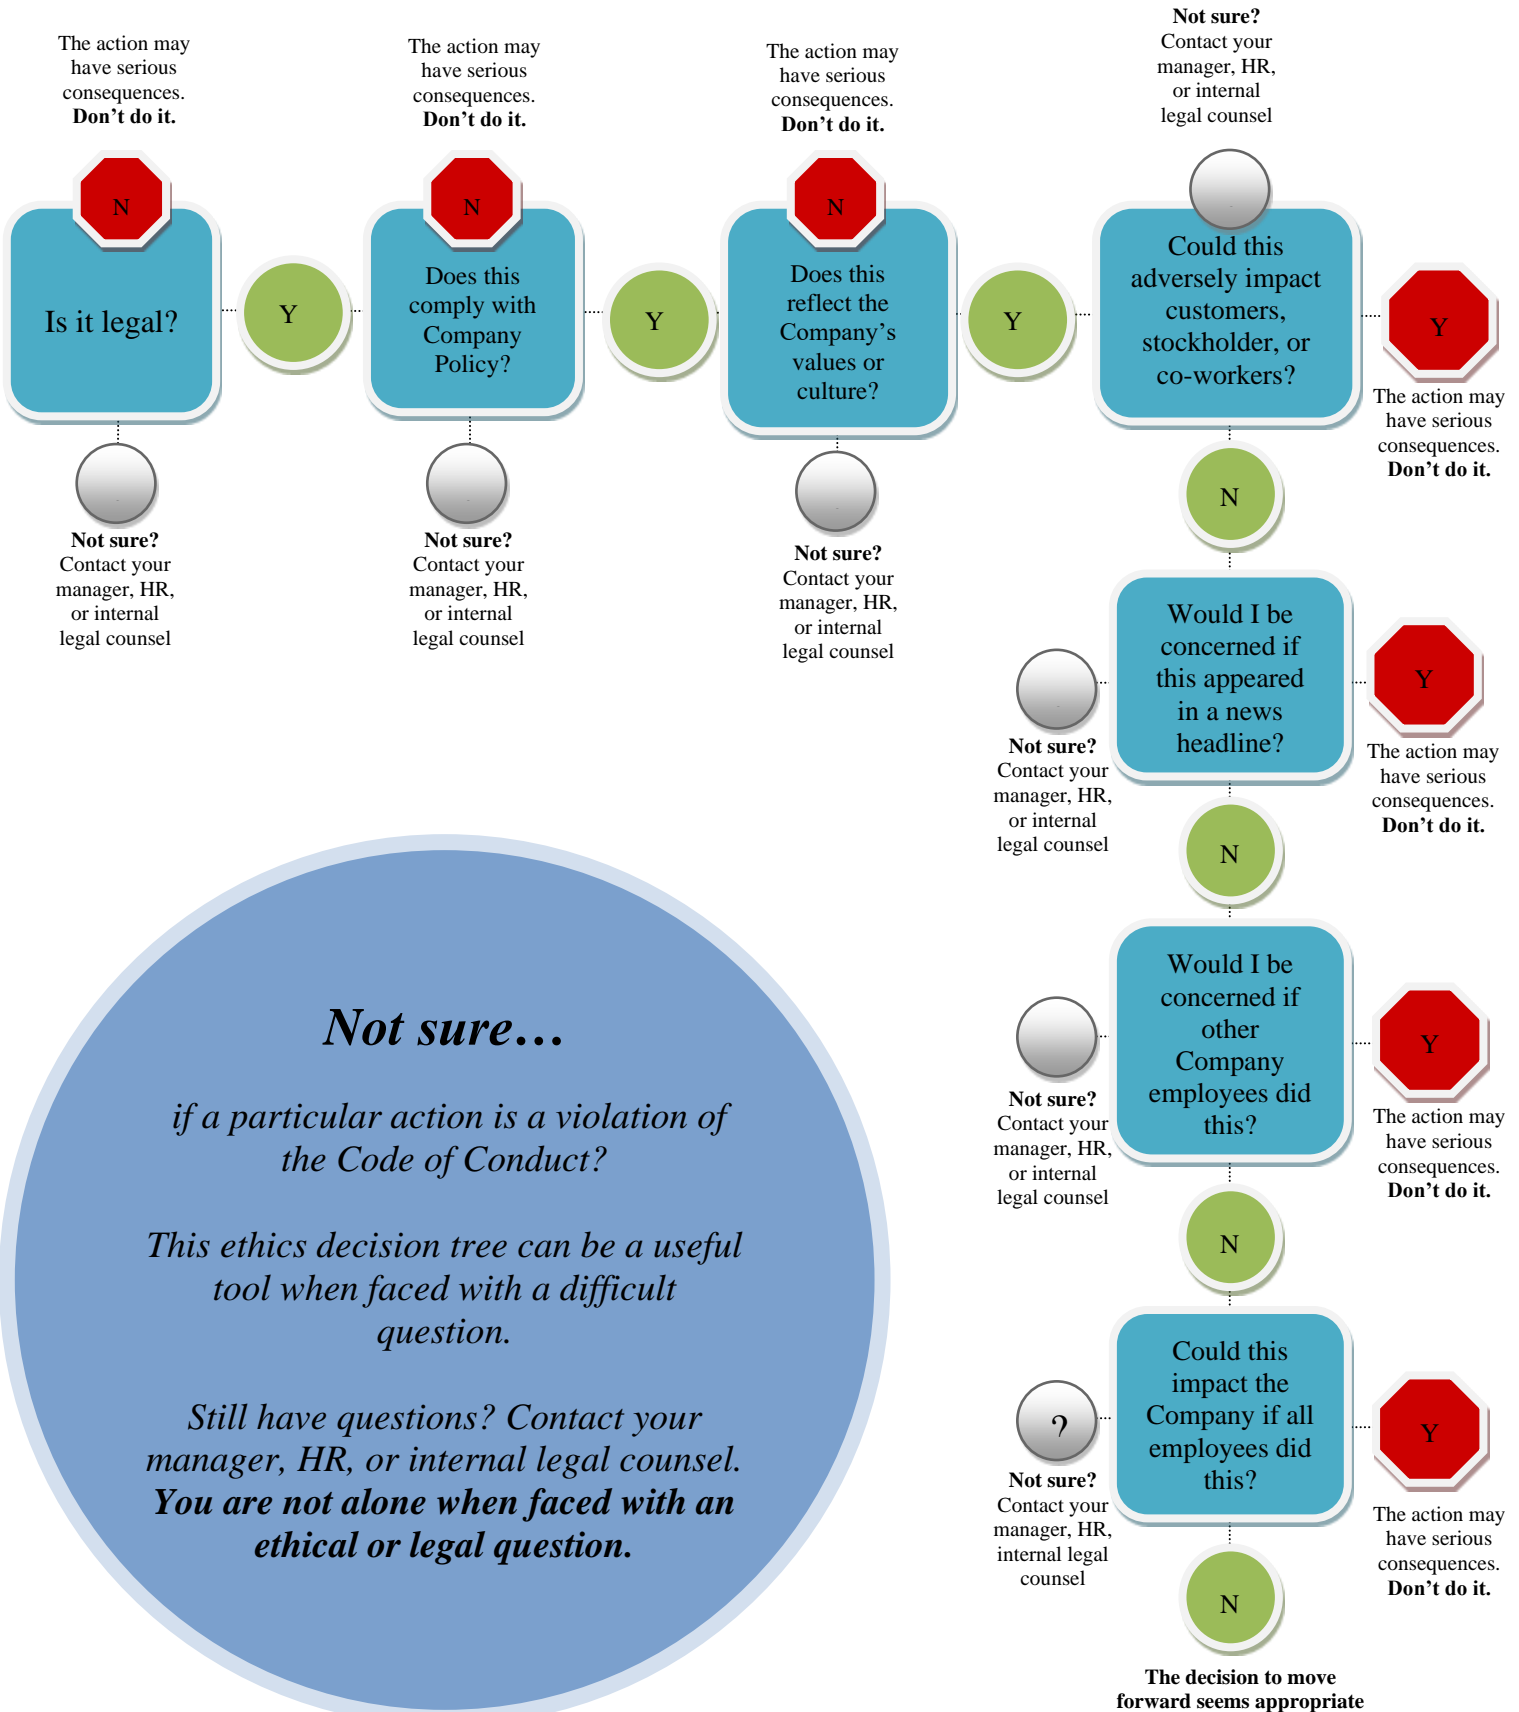 The action may
have serious
consequences.
Don't do it.
N
Is it legal?
Not sure?
Contact your
manager, HR,
or internal
legal counsel
Y
The action may
have serious
consequences.
Don't do it.
N
Does this
comply with
Company
Policy?
Not sure?
Contact your
manager, HR,
or internal
legal counsel
Y
The action may
have serious
consequences.
Don't do it.
N
Does this
reflect the
Company's
values or
culture?
Not sure?
Contact your
manager, HR,
or internal
legal counsel
Y
Not sure?
Contact your
manager, HR,
or internal
legal counsel
Could this
adversely impact
customers,
stockholder, or
co-workers?
Y
The action may
have serious
consequences.
Don't do it.
N
Would I be
concerned if
this appeared
in a news
headline?
Not sure?
Contact your
manager, HR,
or internal
legal counsel
Y
The action may
have serious
consequences.
Don't do it.
N
Would I be
concerned if
other
Company
employees did
this?
Not sure?
Contact your
manager, HR,
or internal
legal counsel
Y
The action may
have serious
consequences.
Don't do it.
N
Could this
impact the
Company if all
employees did
this?
?
Not sure?
Contact your
manager, HR,
internal legal
counsel
Y
The action may
have serious
consequences.
Don't do it.
N
The decision to move
forward seems appropriate
Not sure…
if a particular action is a violation of
the Code of Conduct?
This ethics decision tree can be a useful
tool when faced with a difficult
question.
Still have questions? Contact your
manager, HR, or internal legal counsel.
You are not alone when faced with an
ethical or legal question.